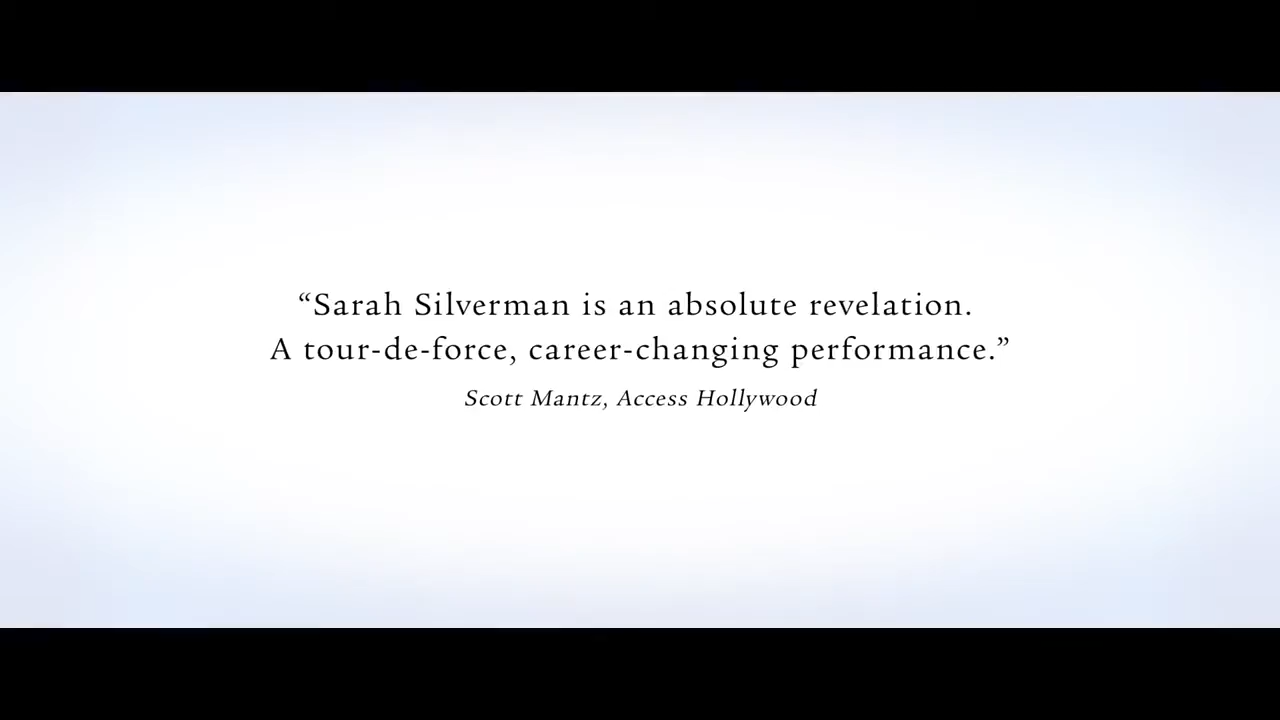 “Sarah Silverman is an absolute revelation.
A tour-de-force, career-changing performance.”
Scott Mantz, Access Hollywood